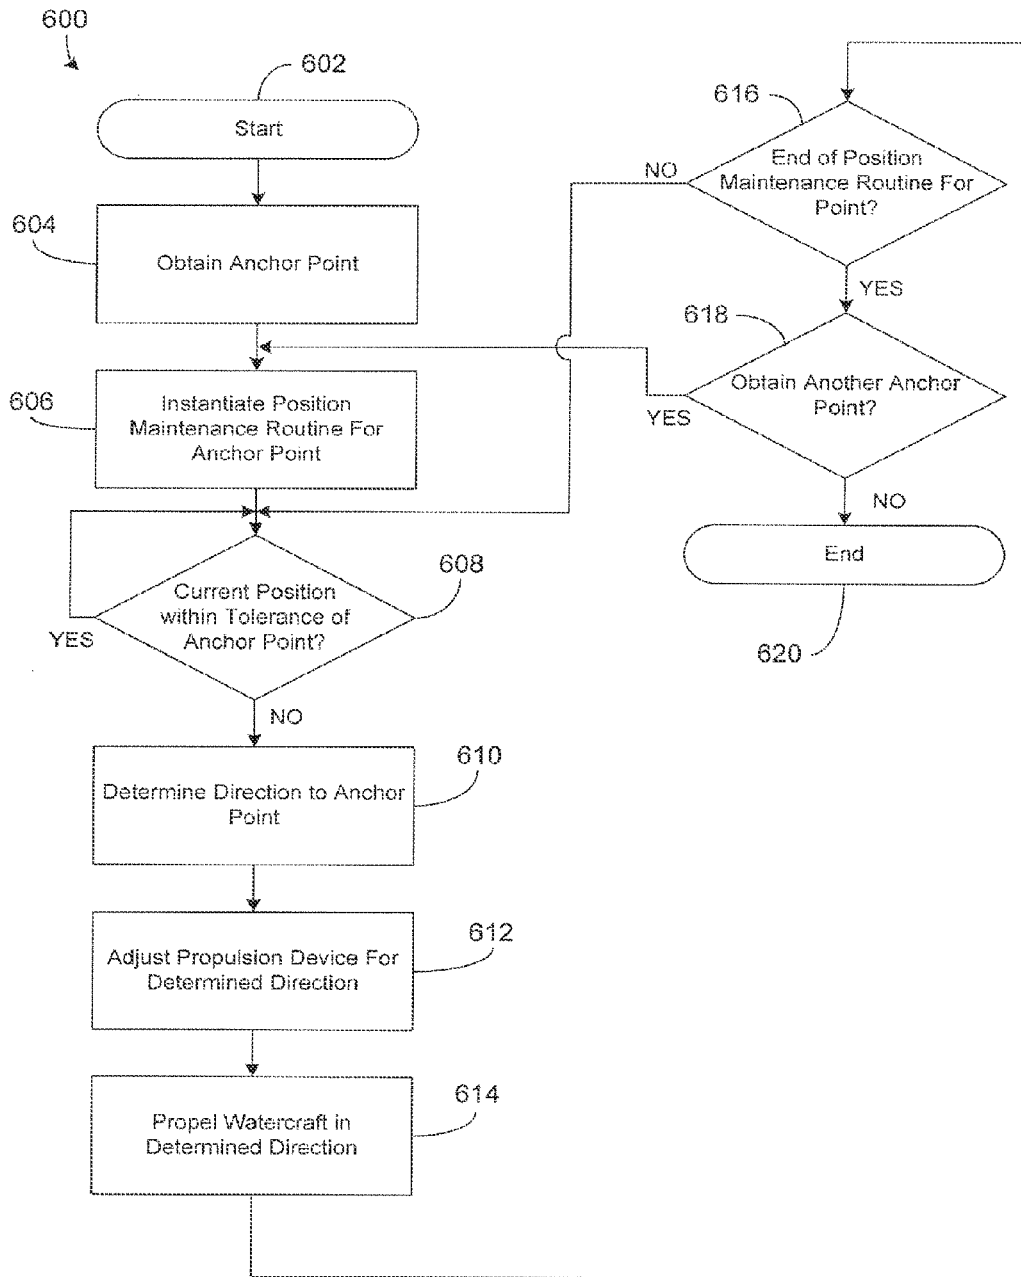 600
602
Start
604
Obtain Anchor Point
606
Instantiate Position
Maintenance Routine For
Anchor Point
608
Current Position
within Tolerance of
Anchor Point?
YES
NO
610
Determine Direction to Anchor
Point
612
Adjust Propulsion Device For
Determined Direction
614
Propel Watercraft in
Determined Direction
616
End of Position
Maintenance Routine For
Point?
NO
YES
618
Obtain Another Anchor
Point?
YES
NO
End
620